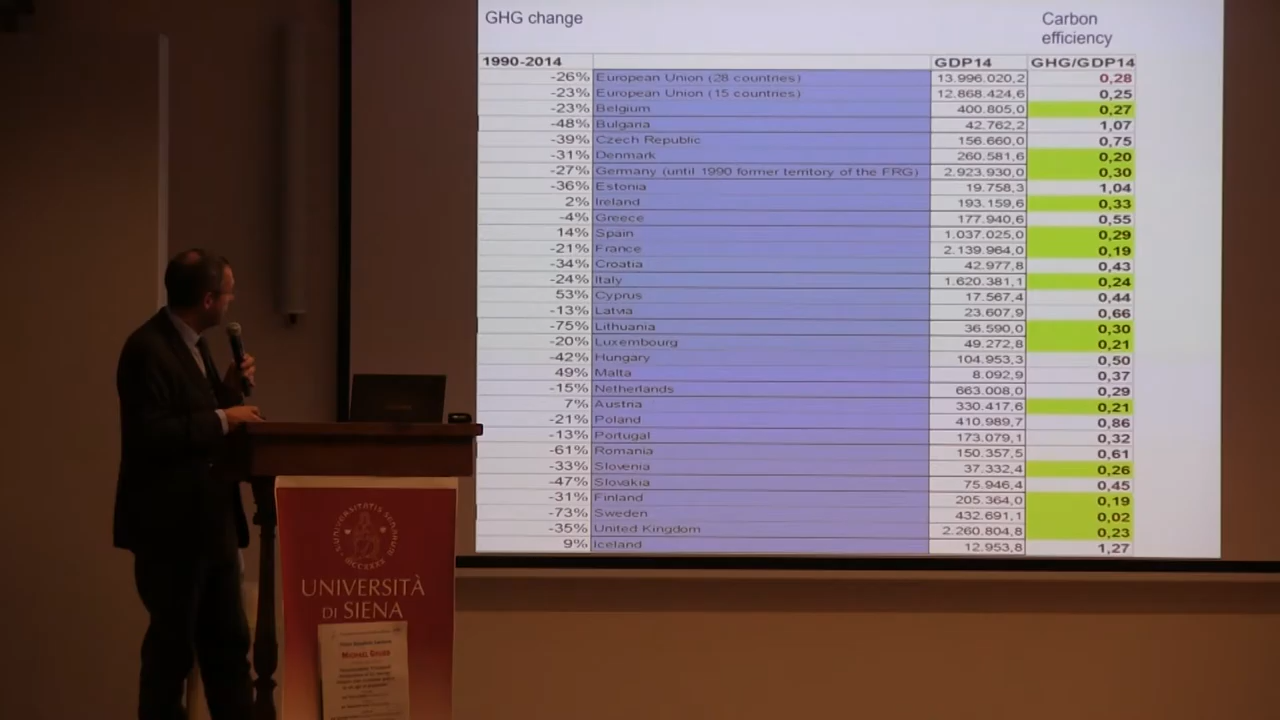 GHG change
Carbon
efficiency
1990-2014 GDP14 GHG/GDP14
-26% European Union (28 countries) 13.996.020,2 0,28
-23% European Union (15 countries) 12.868.424,6 0,25
-23% Belgium 400.805,0 0,27
-48% Bulgaria 42.762,2 1,07
-39% Czech Republic 156.660,0 0,75
-31% Denmark 260.581,6 0,20
-27% Germany (until 1990 former territory of the FRG) 2.923.930,0 0,30
-36% Estonia 19.758,3 1,04
2% Ireland 193.159,6 0,33
-4% Greece 177.940,6 0,55
14% Spain 1.037.025,0 0,29
-21% France 2.139.964,0 0,19
-34% Croatia 42.977,8 0,43
-24% Italy 1.620.381,1 0,24
53% Cyprus 17.567,4 0,44
-13% Latvia 23.607,9 0,66
-75% Lithuania 36.590,0 0,30
-20% Luxembourg 49.272,8 0,21
-42% Hungary 104.953,3 0,50
49% Malta 8.092,9 0,37
-15% Netherlands 663.008,0 0,29
7% Austria 330.417,6 0,21
-21% Poland 410.989,7 0,86
-13% Portugal 173.079,1 0,32
-61% Romania 150.357,5 0,61
-33% Slovenia 37.332,4 0,26
-47% Slovakia 75.946,4 0,45
-31% Finland 205.364,0 0,19
-73% Sweden 432.691,1 0,02
-35% United Kingdom 2.260.804,8 0,23
9% Iceland 12.953,8 1,27
UNIVERSITÀ
DI SIENA